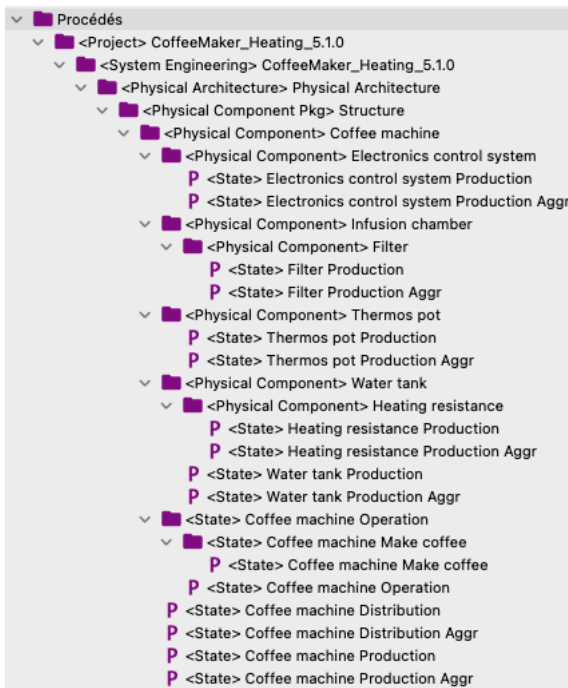 Procédés
<Project> CoffeeMaker_Heating_5.1.0
<System Engineering> CoffeeMaker_Heating_5.1.0
<Physical Architecture> Physical Architecture
<Physical Component Pkg> Structure
<Physical Component> Coffee machine
<Physical Component> Electronics control system
P <State> Electronics control system Production
P <State> Electronics control system Production Aggr
<Physical Component> Infusion chamber
<Physical Component> Filter
P <State> Filter Production
P <State> Filter Production Aggr
<Physical Component> Thermos pot
P <State> Thermos pot Production
P <State> Thermos pot Production Aggr
<Physical Component> Water tank
<Physical Component> Heating resistance
P <State> Heating resistance Production
P <State> Heating resistance Production Aggr
P <State> Water tank Production
P <State> Water tank Production Aggr
<State> Coffee machine Operation
<State> Coffee machine Make coffee
P <State> Coffee machine Make coffee
P <State> Coffee machine Operation
P <State> Coffee machine Distribution
P <State> Coffee machine Distribution Aggr
P <State> Coffee machine Production
P <State> Coffee machine Production Aggr